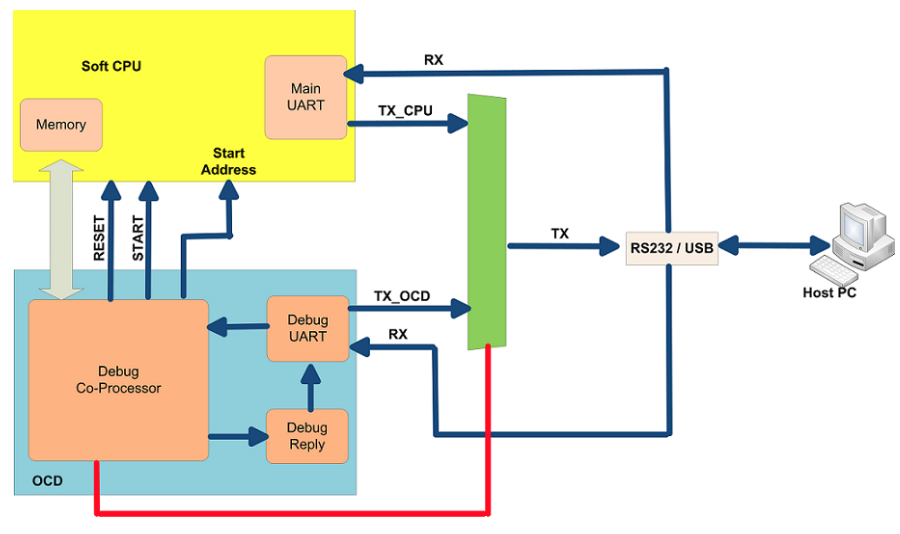 Soft CPU
Main
UART
RX
TX_CPU
Memory
Start
Address
RESET
START
TX
RS232 / USB
Host PC
TX_OCD
RX
Debug
UART
Debug
Co-Processor
Debug
Reply
OCD